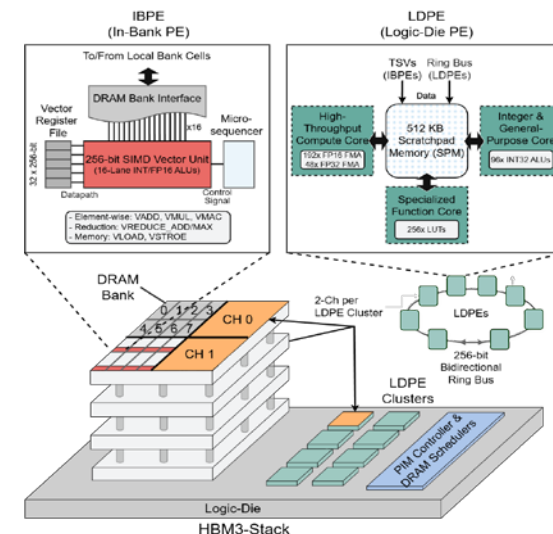 IBPE
(In-Bank PE)
To/From Local Bank Cells
DRAM Bank Interface
x16
Vector
Register
File
32 x 256-bit
256-bit SIMD Vector Unit
(16-Lane INT/FP16 ALUs)
Micro-
sequencer
Datapath
Control
Signal
- Element-wise: VADD, VMUL, VMAC
- Reduction: VREDUCE_ADD/MAX
- Memory: VLOAD, VSTROE
LDPE
(Logic-Die PE)
TSVs
(IBPEs)
Ring Bus
(LDPEs)
Data
High-
Throughput
Compute Core
192x FP16 FMA
48x FP32 FMA
512 KB
Scratchpad
Memory (SPM)
Integer &
General-
Purpose Core
96x INT32 ALUs
Specialized
Function Core
256x LUTs
DRAM
Bank
0 1 2 3
4 5 6 7
CH 0
CH 1
2-Ch per
LDPE Cluster
LDPEs
256-bit
Bidirectional
Ring Bus
LDPE
Clusters
PIM Controller &
DRAM Schedulers
Logic-Die
HBM3-Stack